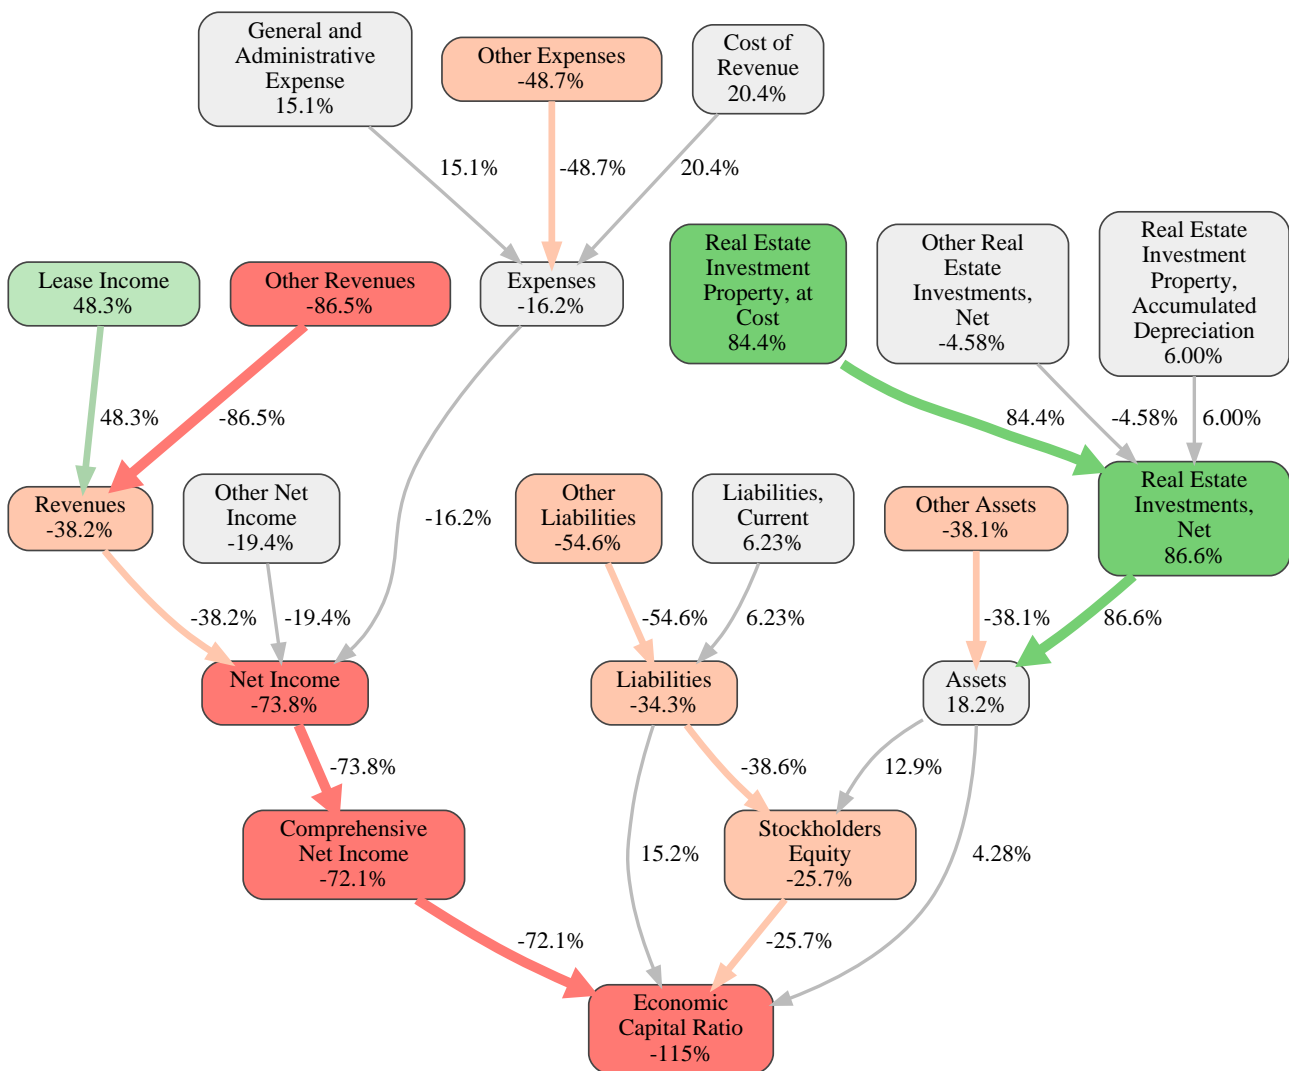 General and
Administrative
Expense
15.1%
Other Expenses
-48.7%
Cost of
Revenue
20.4%
15.1%
-48.7%
20.4%
Lease Income
48.3%
Other Revenues
-86.5%
Expenses
-16.2%
Real Estate
Investment
Property, at
Cost
84.4%
Other Real
Estate
Investments,
Net
-4.58%
Real Estate
Investment
Property,
Accumulated
Depreciation
6.00%
48.3%
-86.5%
84.4%
-4.58%
6.00%
Revenues
-38.2%
Other Net
Income
-19.4%
-16.2%
Other
Liabilities
-54.6%
Liabilities,
Current
6.23%
Other Assets
-38.1%
Real Estate
Investments,
Net
86.6%
-38.2%
-19.4%
-54.6%
6.23%
-38.1%
86.6%
Net Income
-73.8%
Liabilities
-34.3%
Assets
18.2%
-73.8%
-38.6%
12.9%
Comprehensive
Net Income
-72.1%
15.2%
Stockholders
Equity
-25.7%
4.28%
-72.1%
-25.7%
Economic
Capital Ratio
-115%